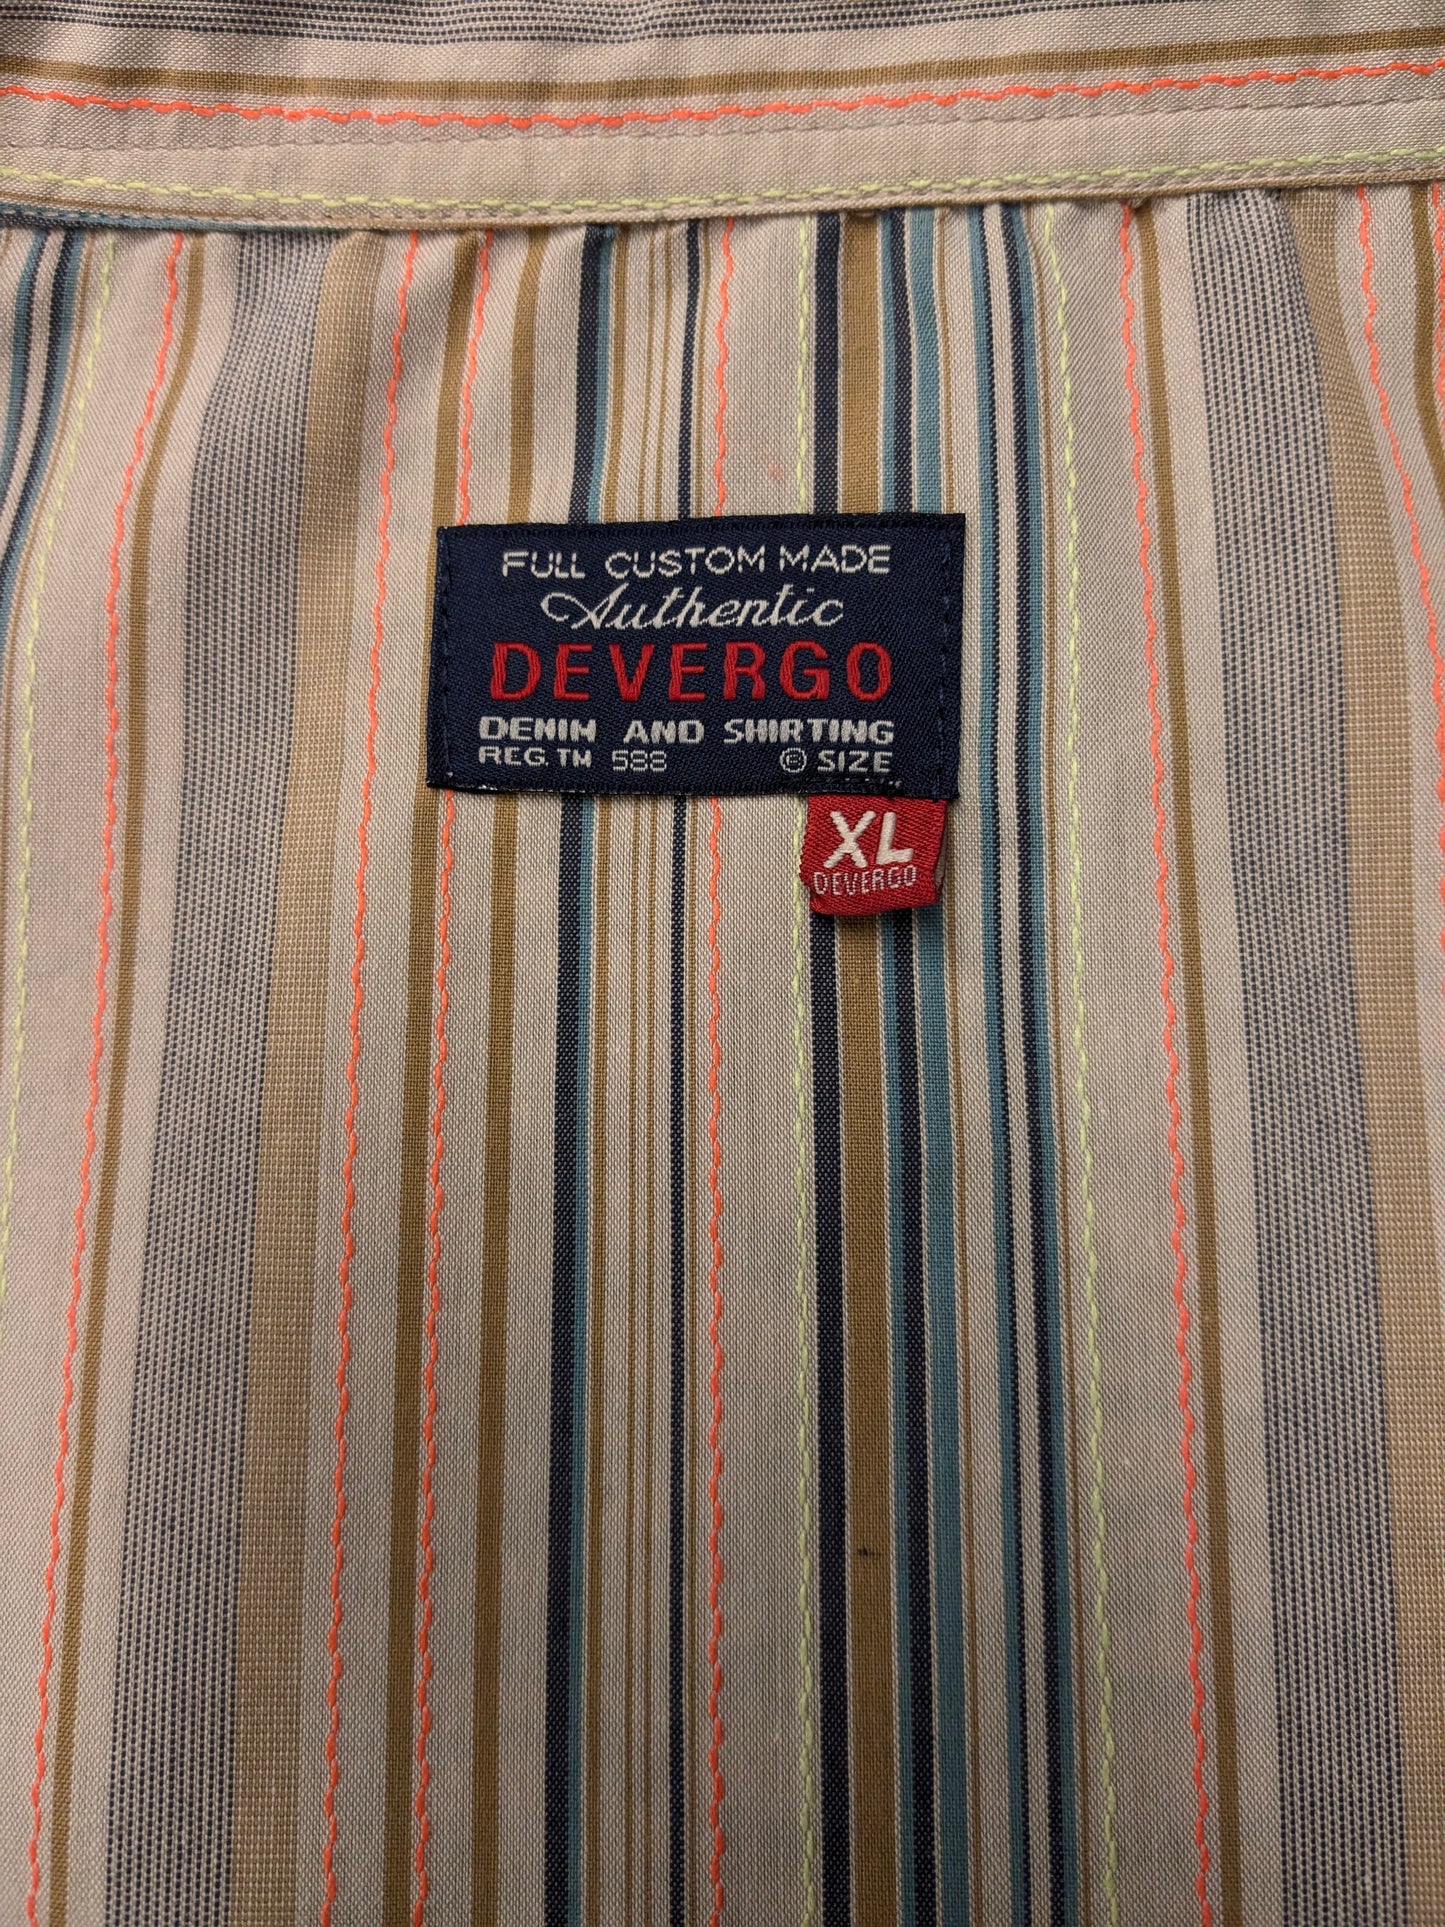 FULL CUSTOM MADE
Authentic
DEVERGO
DENIM AND SHIRTING
REG. TM 588 © SIZE
XL
DEVERGO